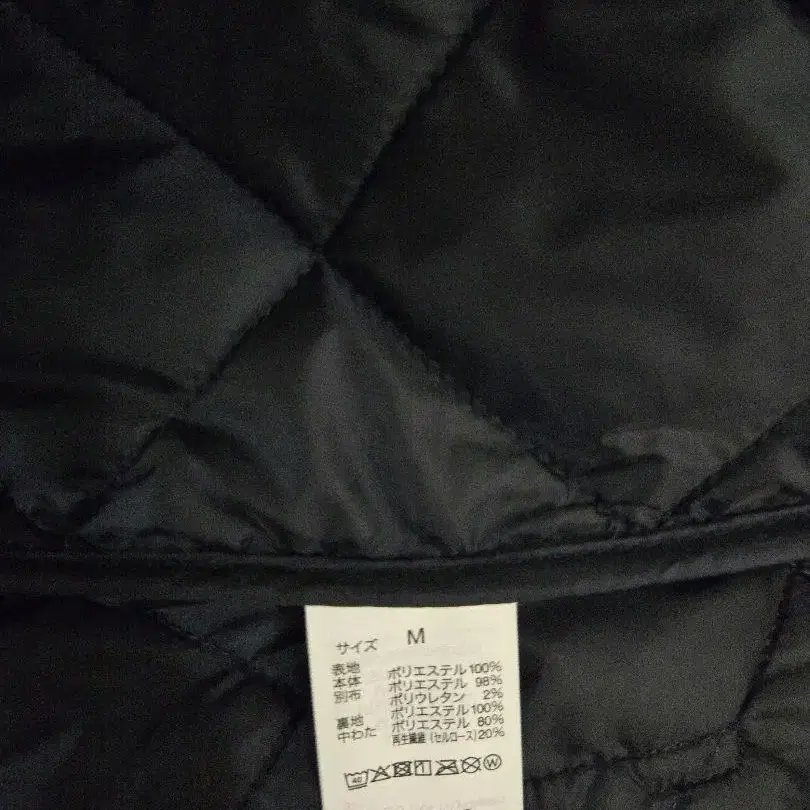 サイズ M
表地
本体 ポリエステル100%
別布 ポリエステル 98%
ポリウレタン 2%
裏地 ポリエステル100%
中わた ポリエステル 80%
再生繊維(セルロース)20%
40
W